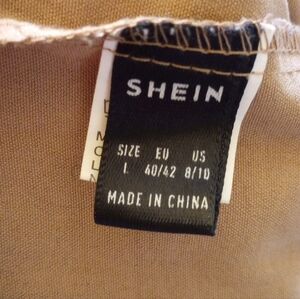 SHEIN
SIZE EU US
L 40/42 8/10
MADE IN CHINA